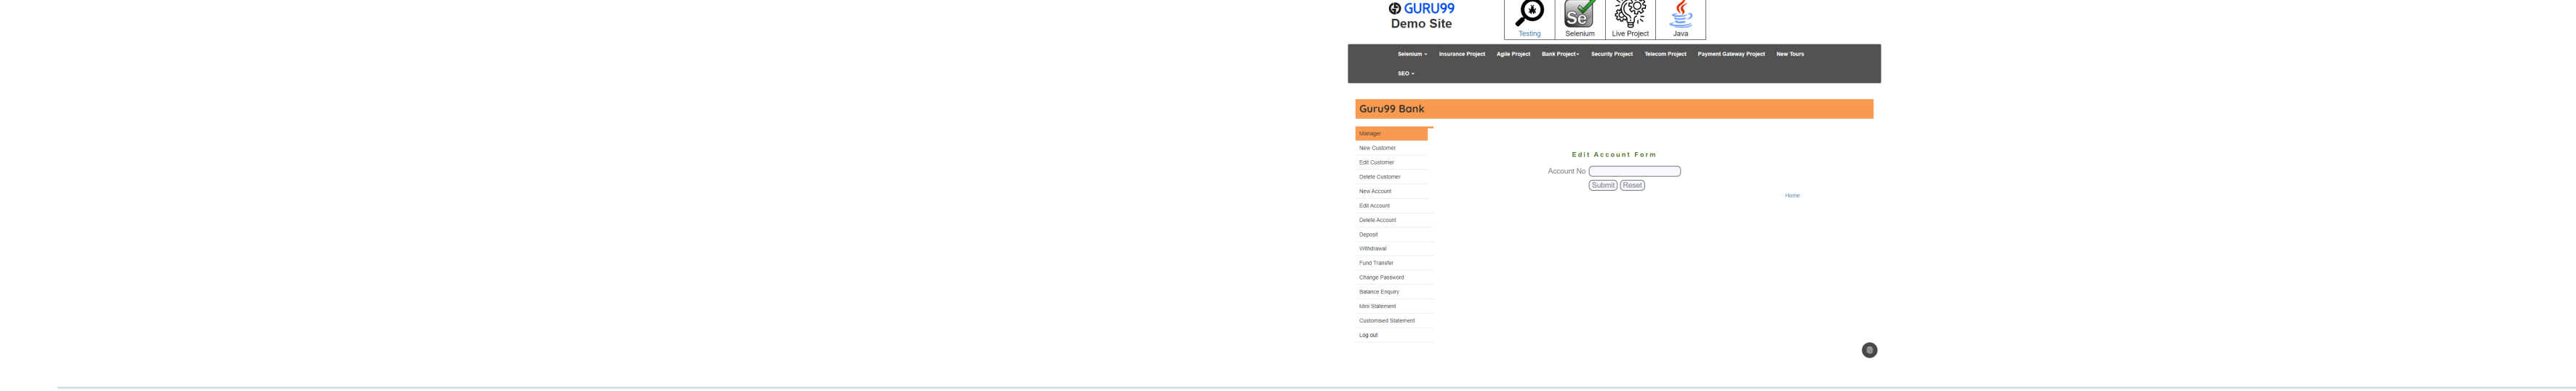 GURU99
Demo Site
Testing Selenium Live Project Java
Selenium Insurance Project Agile Project Bank Project Security Project Telecom Project Payment Gateway Project New Tours
SEO
Guru99 Bank
Manager
New Customer
Edit Customer
Delete Customer
New Account
Edit Account
Delete Account
Deposit
Withdrawal
Fund Transfer
Change Password
Balance Enquiry
Mini Statement
Customised Statement
Log out
Edit Account Form
Account No
Submit Reset
Home